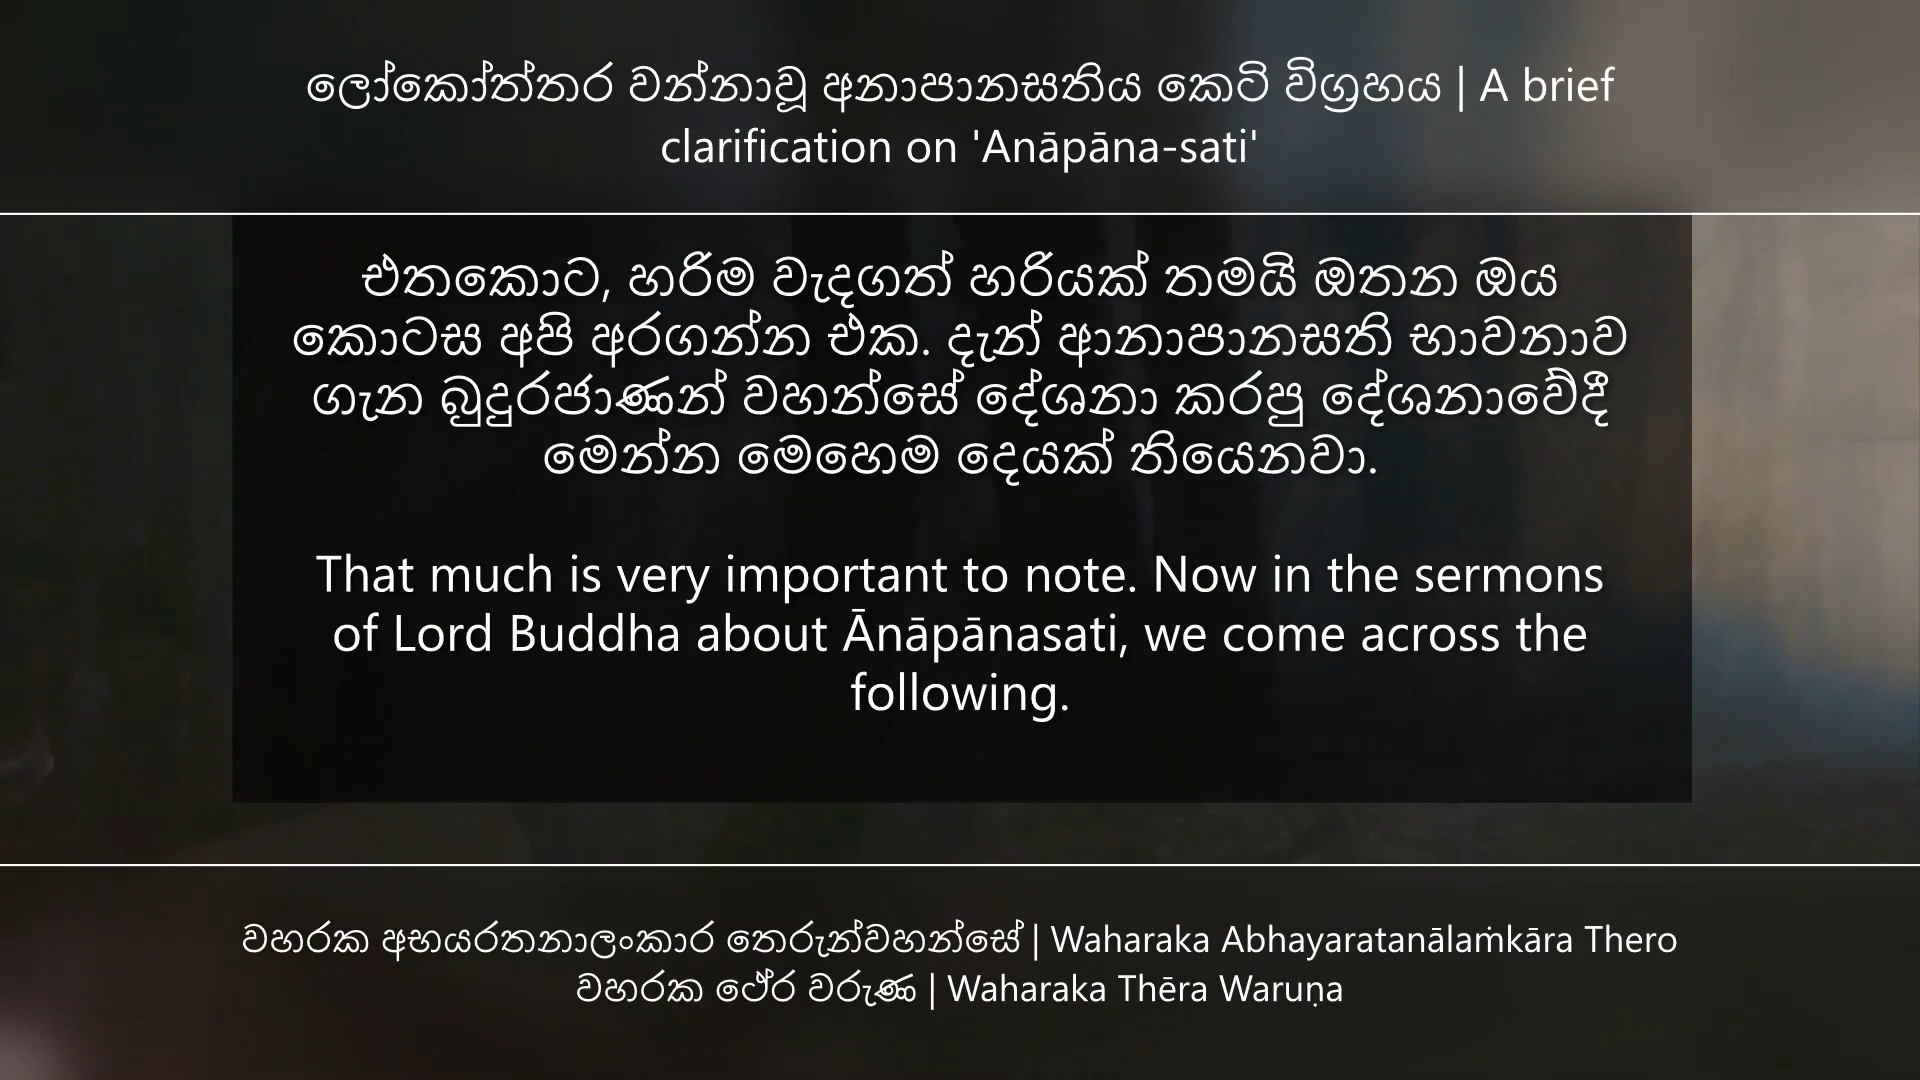 ලෝකෝත්තර වන්නාවූ අනාපානසතිය කෙටි විග්‍රහය | A brief
clarification on 'Anāpāna-sati'
එතකොට, හරිම වැදගත් හරියක් තමයි ඔතන ඔය
කොටස අපි අරගන්න එක. දැන් ආනාපානසති භාවනාව
ගැන බුදුරජාණන් වහන්සේ දේශනා කරපු දේශනාවේදී
මෙන්න මෙහෙම දෙයක් තියෙනවා.
That much is very important to note. Now in the sermons
of Lord Buddha about Ānāpānasati, we come across the
following.
වහරක අභයරතනාලංකාර තෙරුන්වහන්සේ | Waharaka Abhayaratanālaṁkāra Thero
වහරක ථේර වරුණ | Waharaka Thēra Waruṇa